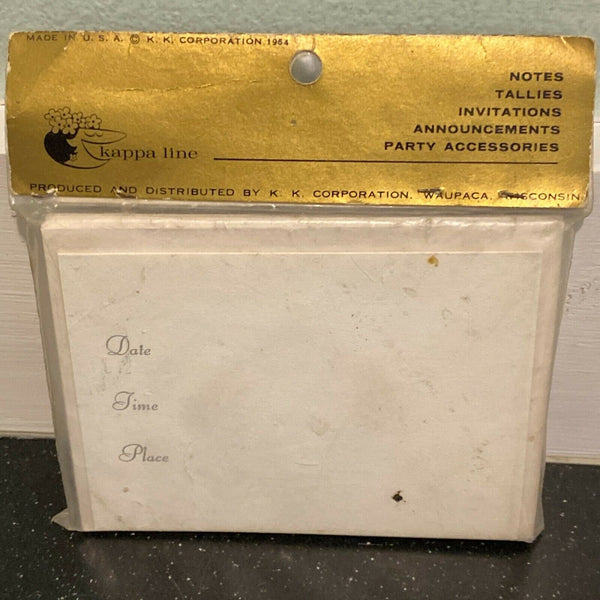 MADE IN U. S. A. © K. K. CORPORATION 1964
NOTES
TALLIES
INVITATIONS
ANNOUNCEMENTS
PARTY ACCESSORIES
kappa line
PRODUCED AND DISTRIBUTED BY K. K. CORPORATION, WAUPACA, WISCONSIN
Date
Time
Place